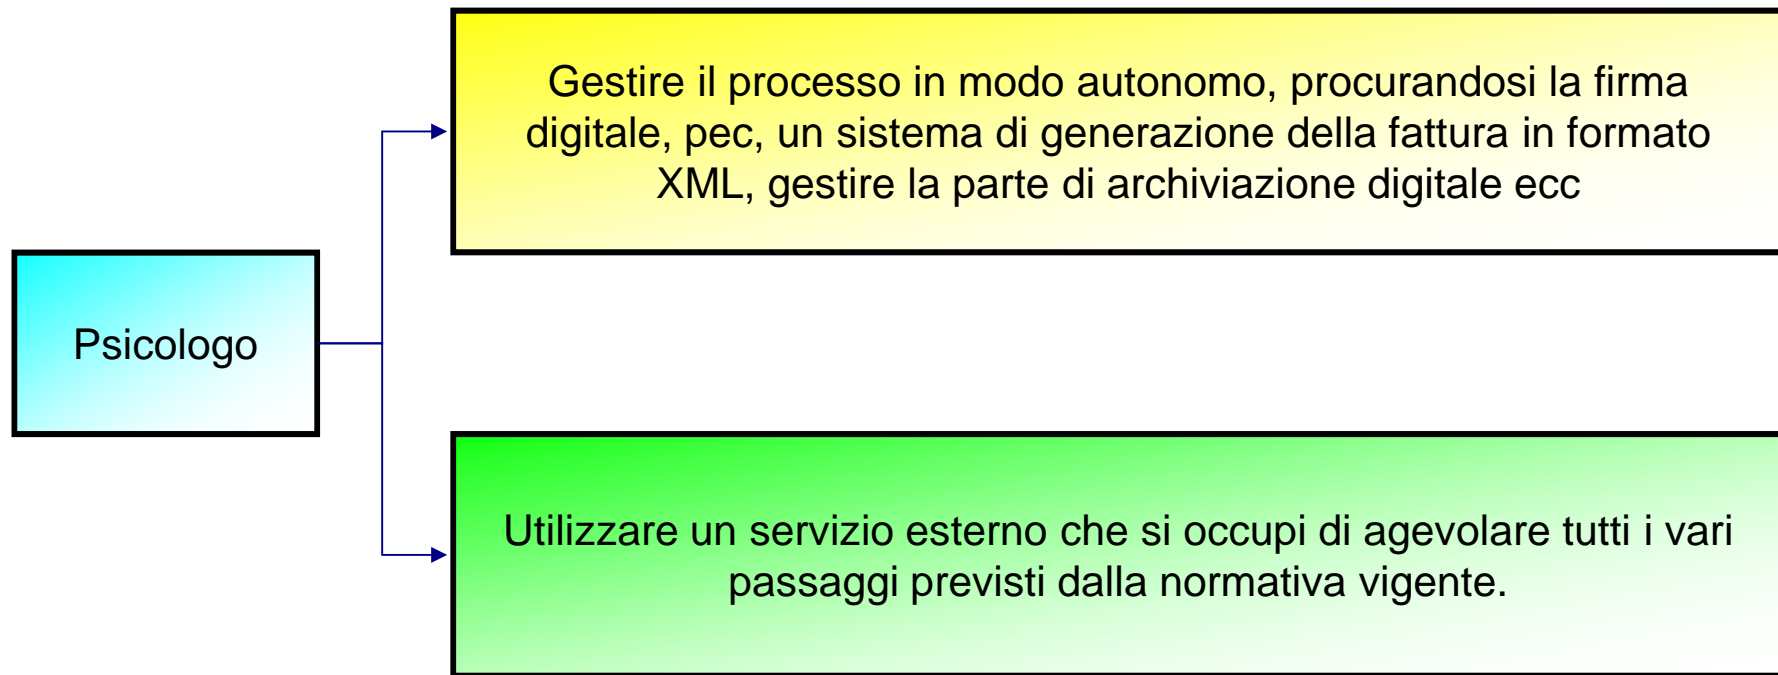 Gestire il processo in modo autonomo, procurandosi la firma
digitale, pec, un sistema di generazione della fattura in formato
XML, gestire la parte di archiviazione digitale ecc
Psicologo
Utilizzare un servizio esterno che si occupi di agevolare tutti i vari
passaggi previsti dalla normativa vigente.